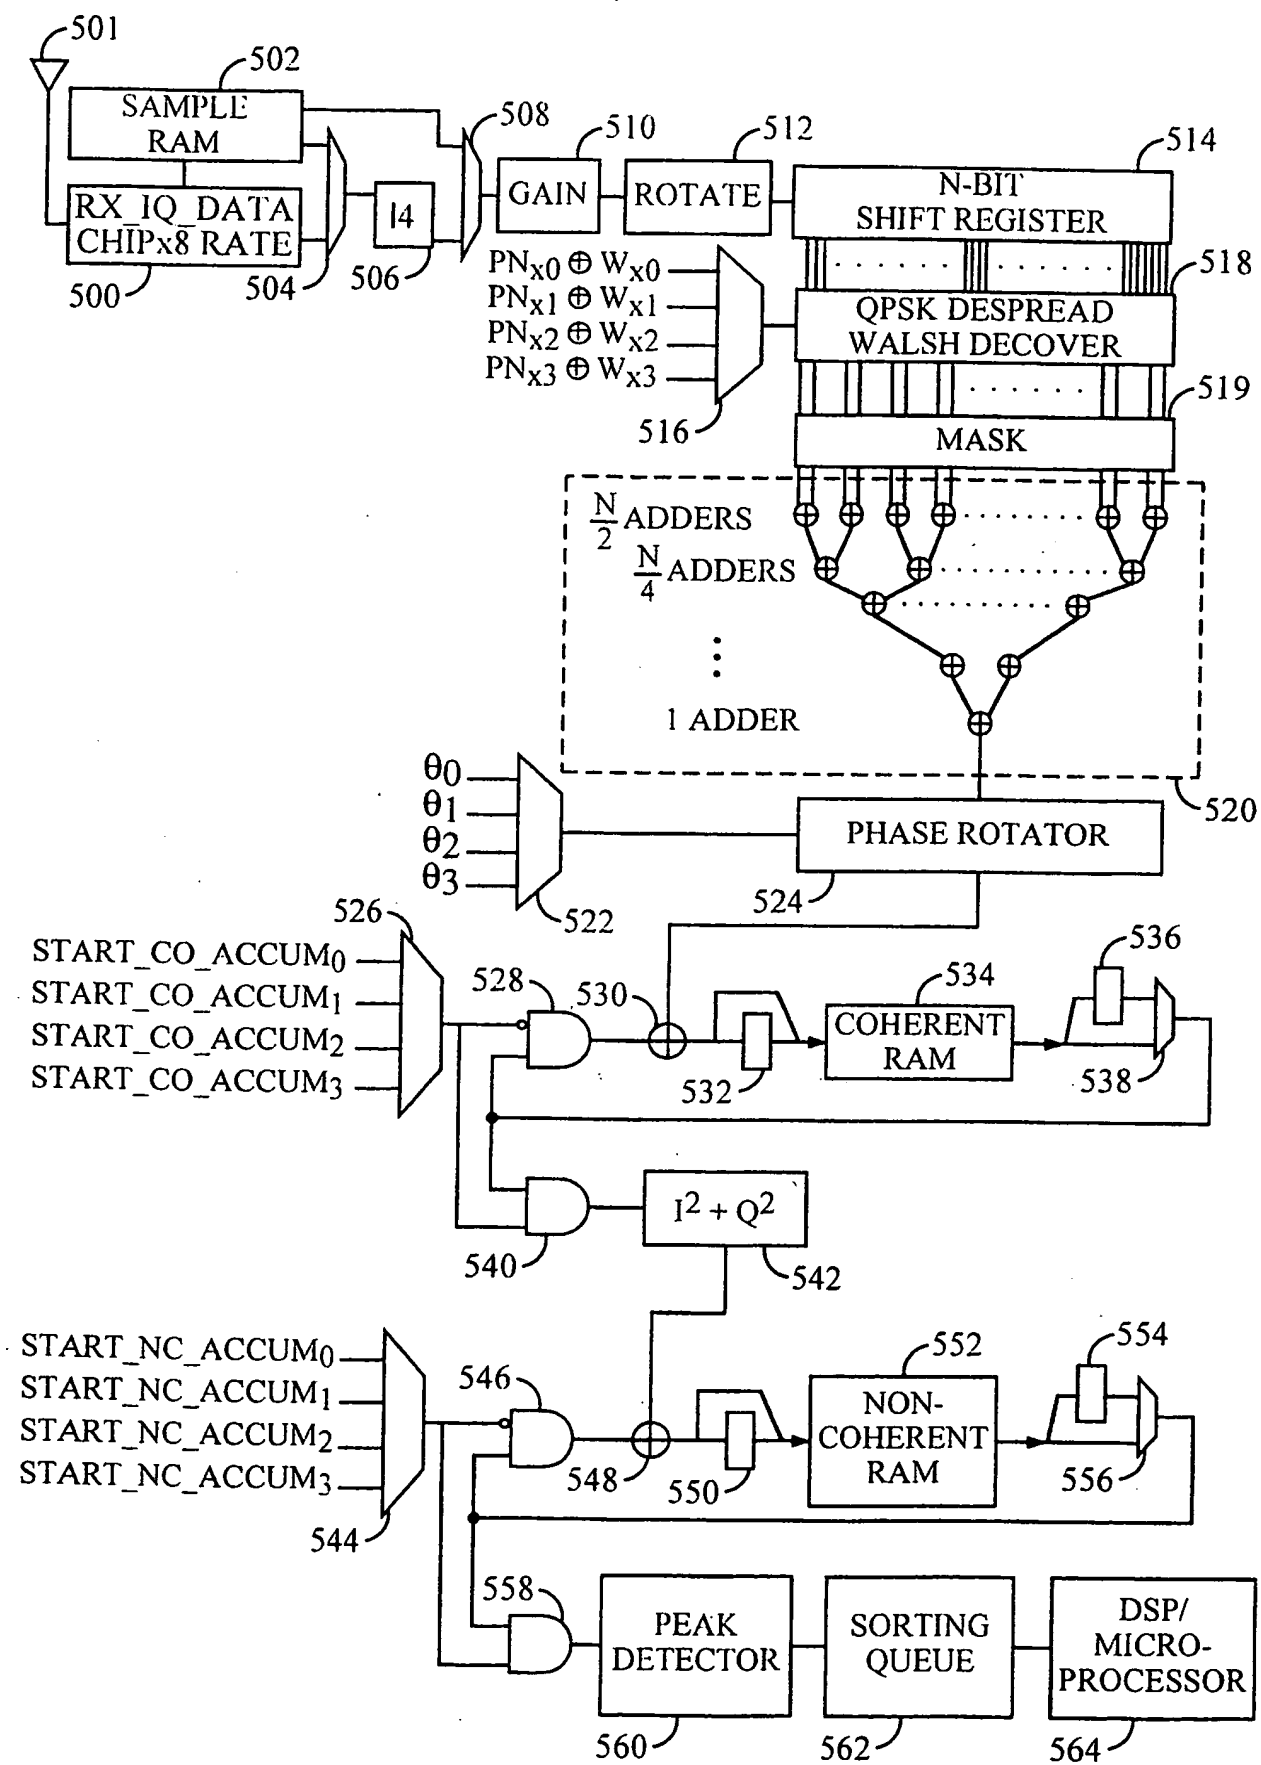 501
502
SAMPLE
RAM
508
510
512
514
GAIN
ROTATE
N-BIT
SHIFT REGISTER
RX_IQ_DATA
CHIPx8 RATE
I4
500
504
506
PNx0 ⊕ Wx0
PNx1 ⊕ Wx1
PNx2 ⊕ Wx2
PNx3 ⊕ Wx3
516
518
QPSK DESPREAD
WALSH DECOVER
519
MASK
N/2 ADDERS
N/4 ADDERS
1 ADDER
520
θ0
θ1
θ2
θ3
522
PHASE ROTATOR
524
526
START_CO_ACCUM0
START_CO_ACCUM1
START_CO_ACCUM2
START_CO_ACCUM3
528
530
532
534
COHERENT
RAM
536
538
540
I² + Q²
542
START_NC_ACCUM0
START_NC_ACCUM1
START_NC_ACCUM2
START_NC_ACCUM3
544
546
548
550
552
NON-
COHERENT
RAM
554
556
558
PEAK
DETECTOR
560
SORTING
QUEUE
562
DSP/
MICRO-
PROCESSOR
564